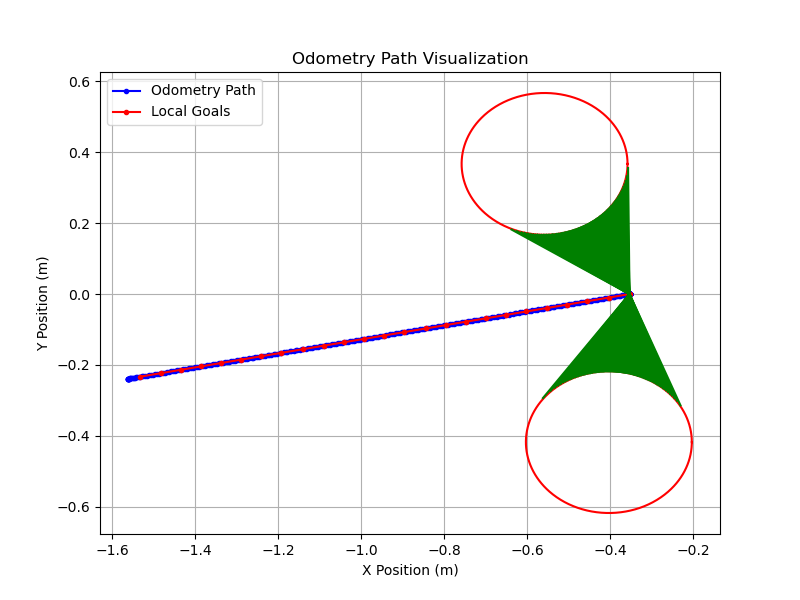 Odometry Path Visualization
Odometry Path
Local Goals
Y Position (m)
0.6
0.4
0.2
0.0
−0.2
−0.4
−0.6
−1.6 −1.4 −1.2 −1.0 −0.8 −0.6 −0.4 −0.2
X Position (m)